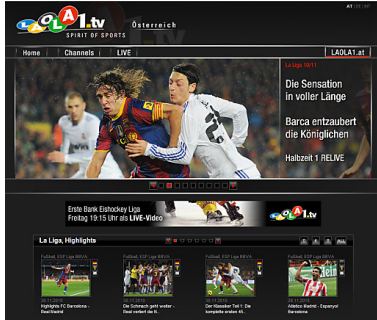 LAOLA1.tv
SPIRIT OF SPORTS
Österreich
AT
Home
Channels
LIVE
LAOLA1.at
La Liga 10/11
Die Sensation
in voller Länge
Barca entzaubert
die Königlichen
Halbzeit 1 RELIVE
Erste Bank Eishockey Liga
Freitag 19:15 Uhr als LIVE-Video
LAOLA1.tv
La Liga, Highlights
Fußball, ESP Liga BBVA
Fußball, ESP Liga BBVA
Fußball, ESP Liga BBVA
Fußball, ESP Liga BBVA
Highlights FC Barcelona -
Real Madrid
Die Schmach geht weiter -
Real verliert die N..
Der Klassiker Teil 1: Die
komplette ersten 45..
Atletico Madrid - Espanyol
Barcelona